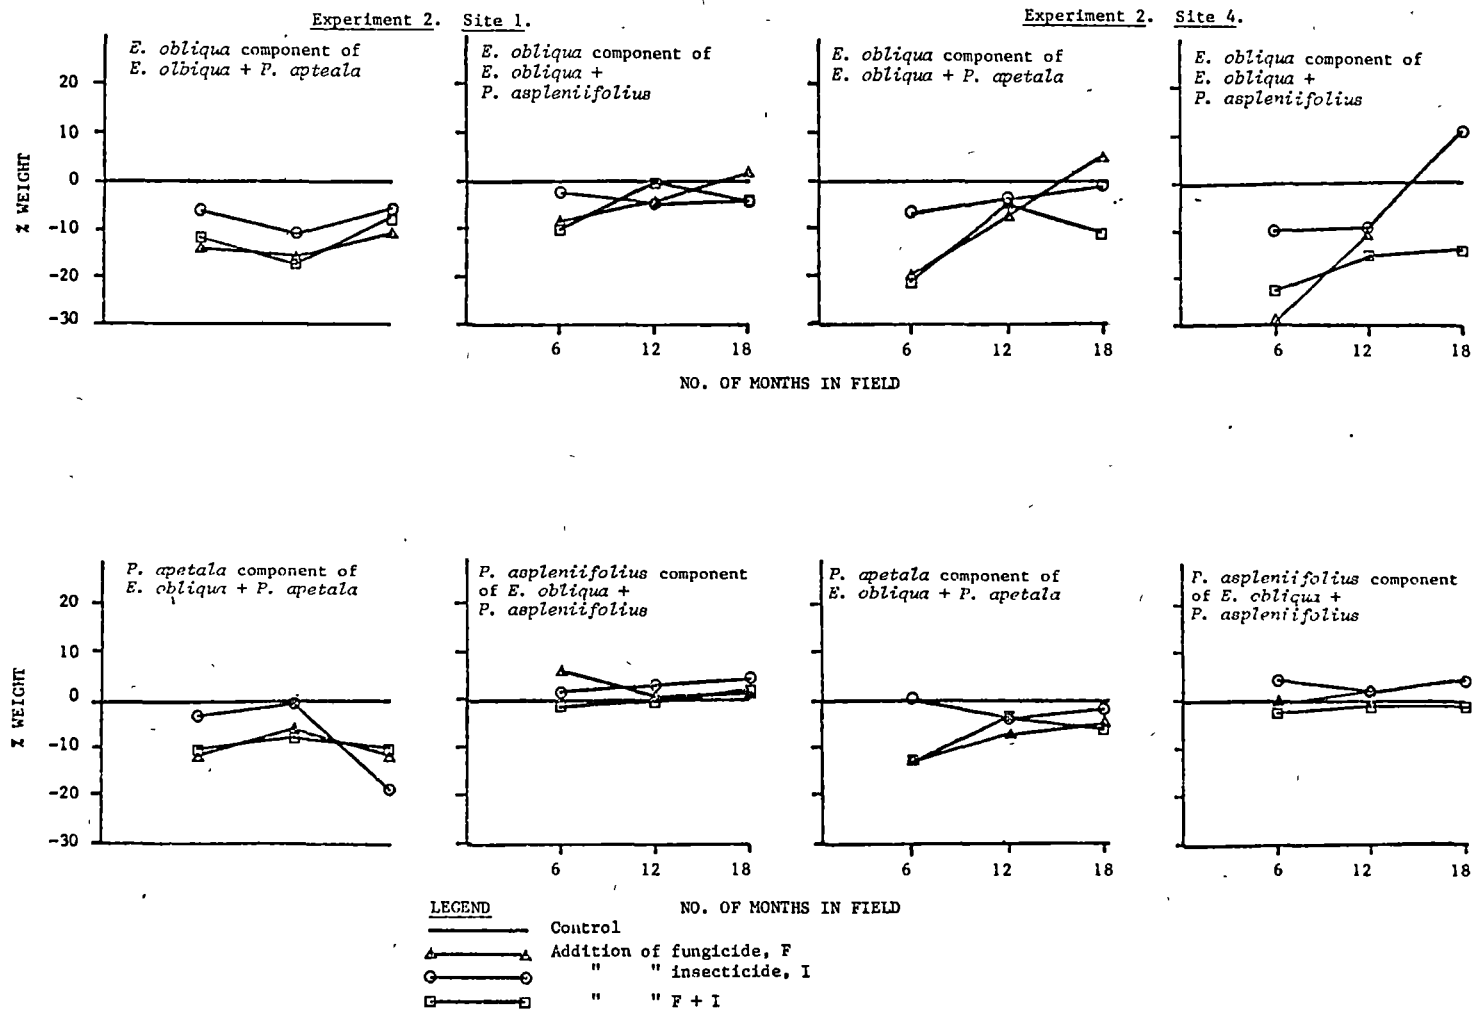 Experiment 2. Site 1.
Experiment 2. Site 4.
E. obliqua component of
E. olbiqua + P. apteala
E. obliqua component of
E. obliqua +
P. aspleniifolius
E. obliqua component of
E. obliqua + P. apetala
E. obliqua component of
E. obliqua +
P. aspleniifolius
% WEIGHT
20
10
0
-10
-20
-30
6 12 18
6 12 18
6 12 18
NO. OF MONTHS IN FIELD
P. apetala component of
E. obliqua + P. apetala
P. aspleniifolius component
of E. obliqua +
P. aspleniifolius
P. apetala component of
E. obliqua + P. apetala
P. aspleniifolius component
of E. obliqua +
P. aspleniifolius
% WEIGHT
20
10
0
-10
-20
-30
6 12 18
6 12 18
6 12 18
NO. OF MONTHS IN FIELD
LEGEND
Control
Addition of fungicide, F
" " insecticide, I
" " F + I